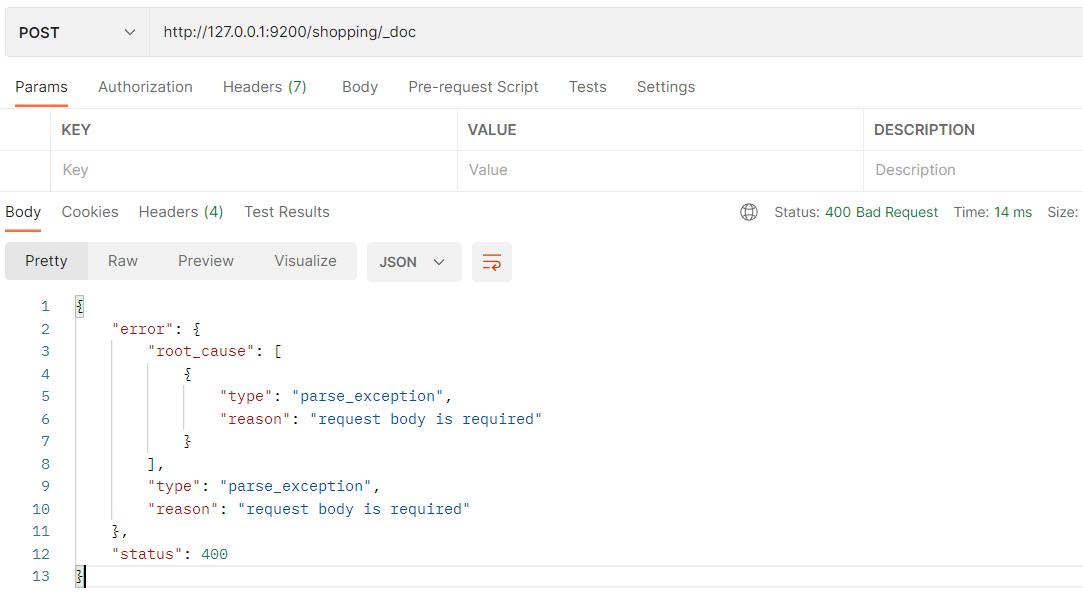 POST http://127.0.0.1:9200/shopping/_doc
Params Authorization Headers (7) Body Pre-request Script Tests Settings
KEY VALUE DESCRIPTION
Key Value Description
Body Cookies Headers (4) Test Results Status: 400 Bad Request Time: 14 ms Size:
Pretty Raw Preview Visualize JSON
1 {
2 "error": {
3 "root_cause": [
4 {
5 "type": "parse_exception",
6 "reason": "request body is required"
7 }
8 ],
9 "type": "parse_exception",
10 "reason": "request body is required"
11 },
12 "status": 400
13 }